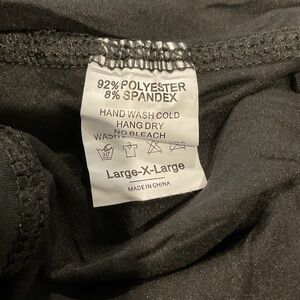 92% POLYESTER
8% SPANDEX
HAND WASH COLD
HANG DRY
NO BLEACH
WASH
Large-X-Large
MADE IN CHINA